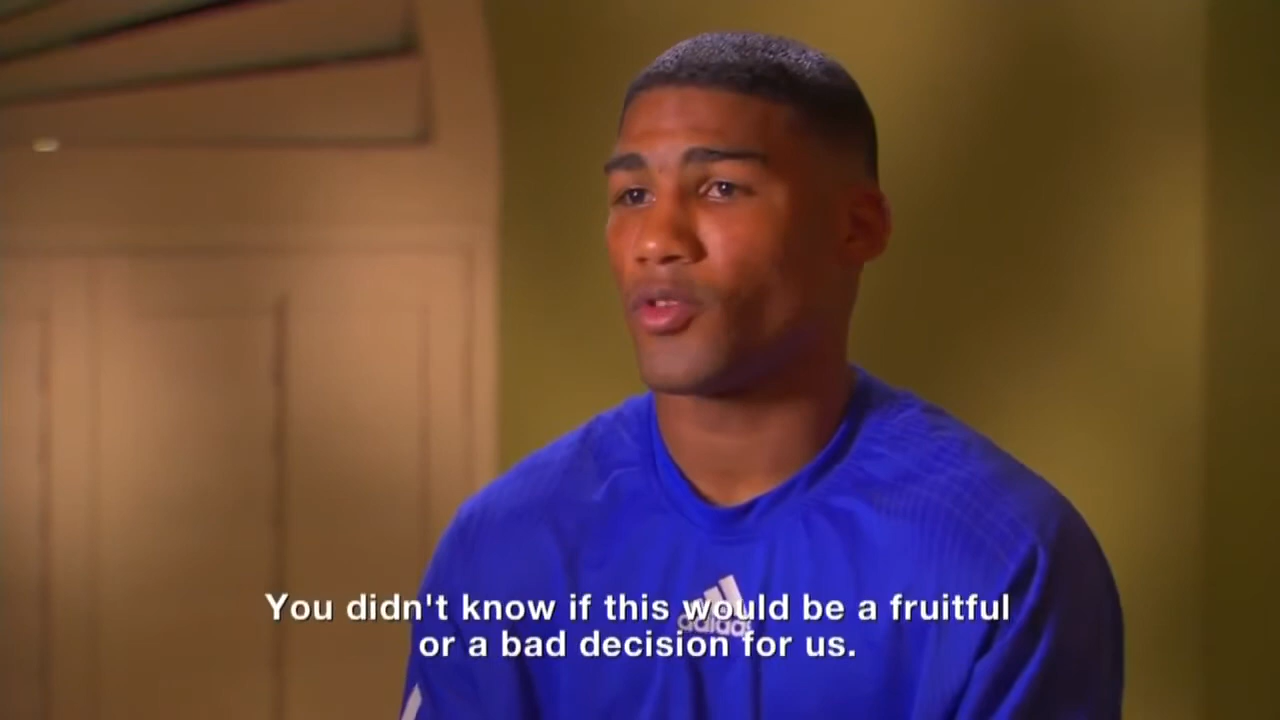 You didn't know if this would be a fruitful
or a bad decision for us.
adidas